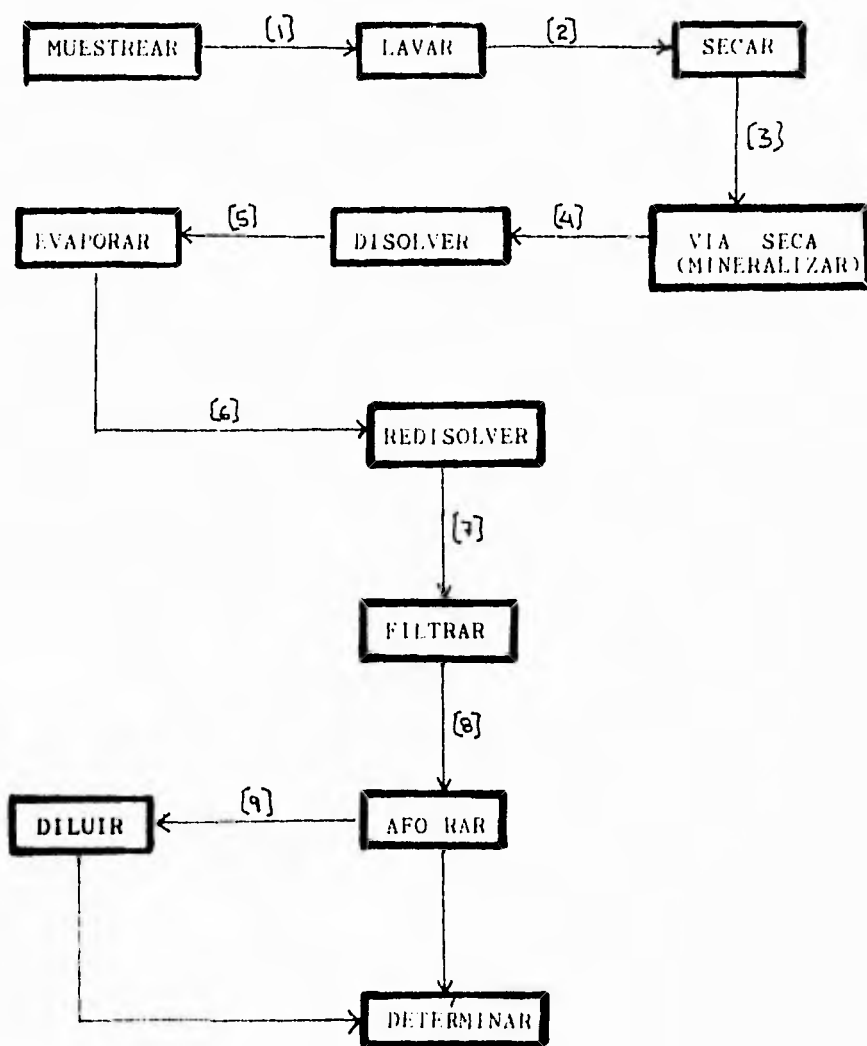 MUESTREAR [1] LAVAR [2] SECAR
[3]
EVAPORAR [5] DISOLVER [4] VIA SECA
(MINERALIZAR)
[6] REDISOLVER
[7]
FILTRAR
[8]
DILUIR [9] AFO RAR
DETERMINAR